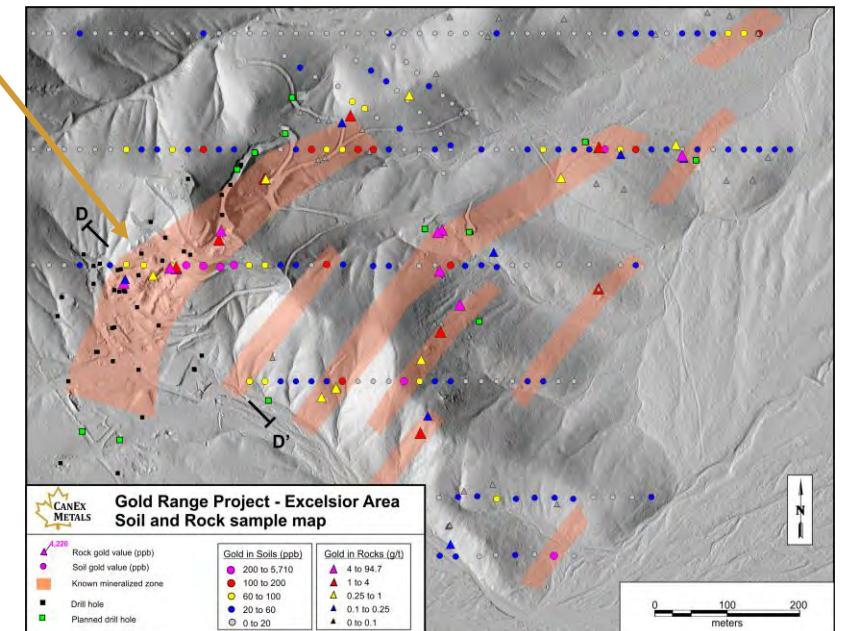 D
D'
CANEX
METALS
Gold Range Project - Excelsior Area
Soil and Rock sample map
4,220
Rock gold value (ppb)
Soil gold value (ppb)
Known mineralized zone
Drill hole
Planned drill hole
Gold in Soils (ppb)
200 to 5,710
100 to 200
60 to 100
20 to 60
0 to 20
Gold in Rocks (g/t)
4 to 94.7
1 to 4
0.25 to 1
0.1 to 0.25
0 to 0.1
N
0 100 200
meters